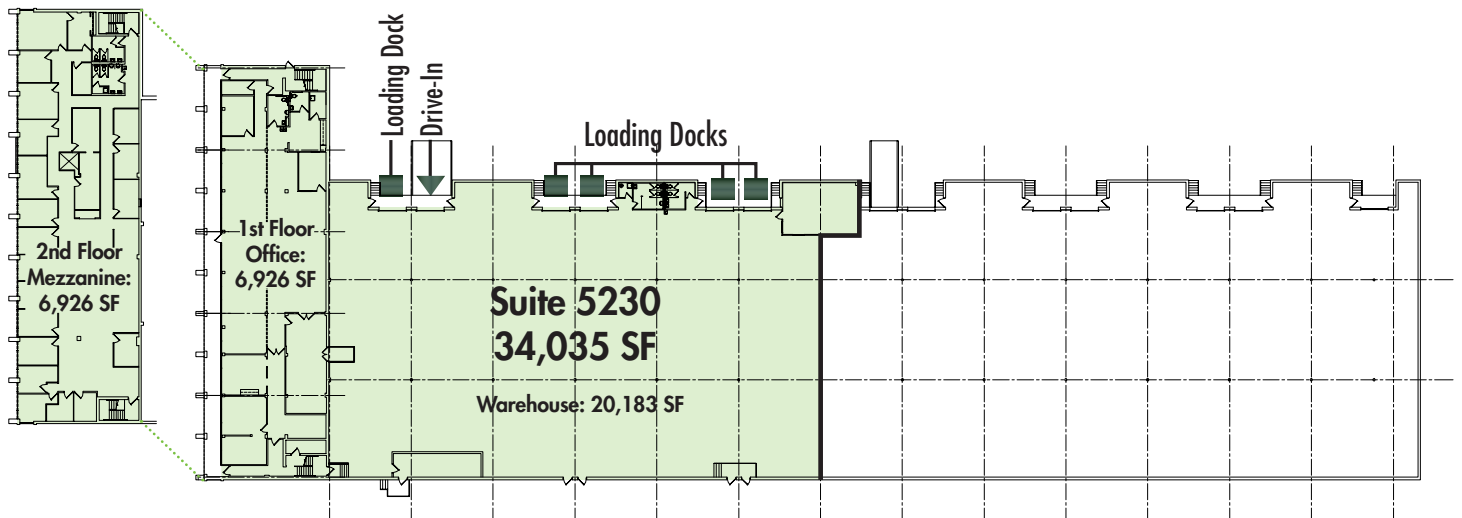 Loading Dock
Drive-In
Loading Docks
2nd Floor
Mezzanine:
6,926 SF
1st Floor
Office:
6,926 SF
Suite 5230
34,035 SF
Warehouse: 20,183 SF